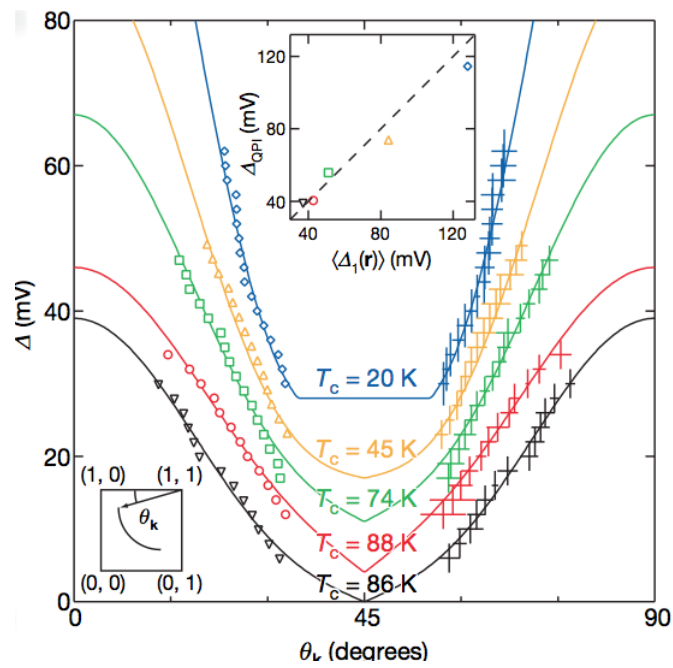 80
60
40
20
0
Δ (mV)
120
80
40
Δ_QPI (mV)
40 80 120
⟨Δ₁(r)⟩ (mV)
T_c = 20 K
T_c = 45 K
T_c = 74 K
T_c = 88 K
T_c = 86K
(1, 0) (1, 1)
θ_k
(0, 0) (0, 1)
0 45 90
θ_k (degrees)